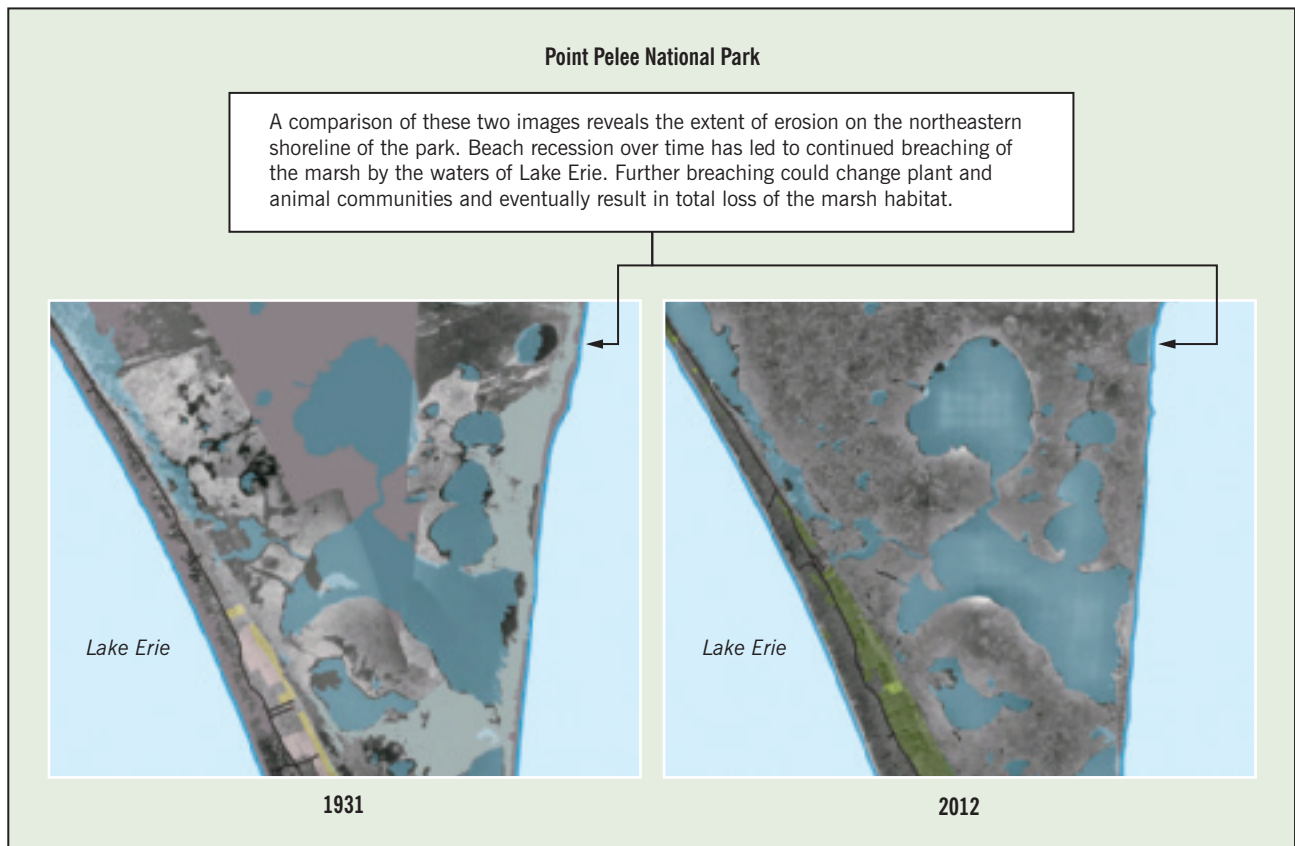 Point Pelee National Park
A comparison of these two images reveals the extent of erosion on the northeastern
shoreline of the park. Beach recession over time has led to continued breaching of
the marsh by the waters of Lake Erie. Further breaching could change plant and
animal communities and eventually result in total loss of the marsh habitat.
Lake Erie
Lake Erie
1931
2012